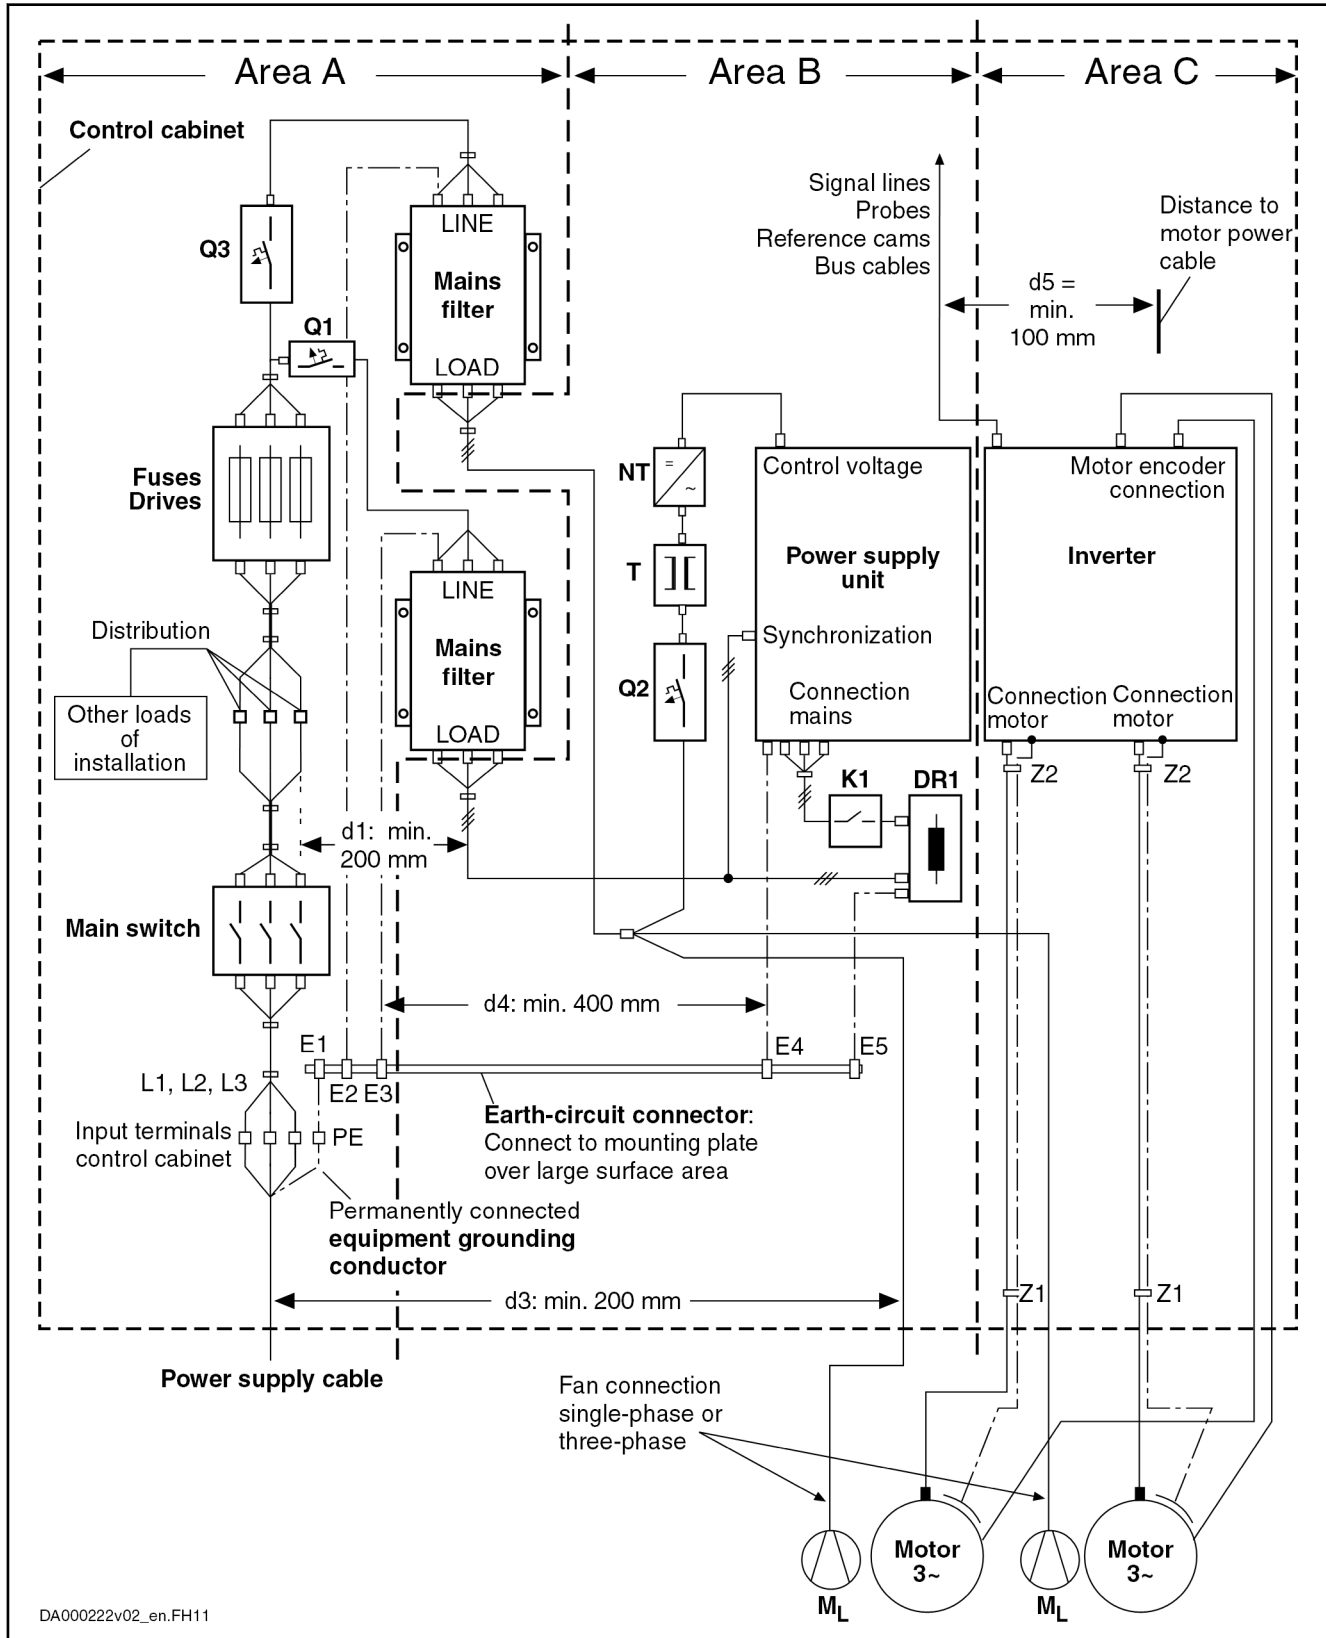 Area A
Area B
Area C
Control cabinet
Q3
LINE
Mains
filter
LOAD
Q1
Signal lines
Probes
Reference cams
Bus cables
Distance to
motor power
cable
d5 =
min.
100 mm
Fuses
Drives
NT
=
~
T
Q2
Control voltage
Power supply
unit
Synchronization
Connection
mains
Motor encoder
connection
Inverter
Connection
motor
Connection
motor
Z2
Z2
LINE
Mains
filter
LOAD
Distribution
Other loads
of
installation
K1
DR1
d1: min.
200 mm
Main switch
d4: min. 400 mm
E1
E2
E3
E4
E5
L1, L2, L3
Input terminals
control cabinet
PE
Earth-circuit connector:
Connect to mounting plate
over large surface area
Permanently connected
equipment grounding
conductor
d3: min. 200 mm
Z1
Z1
Power supply cable
Fan connection
single-phase or
three-phase
Motor
3~
Motor
3~
ML
ML
DA000222v02_en.FH11